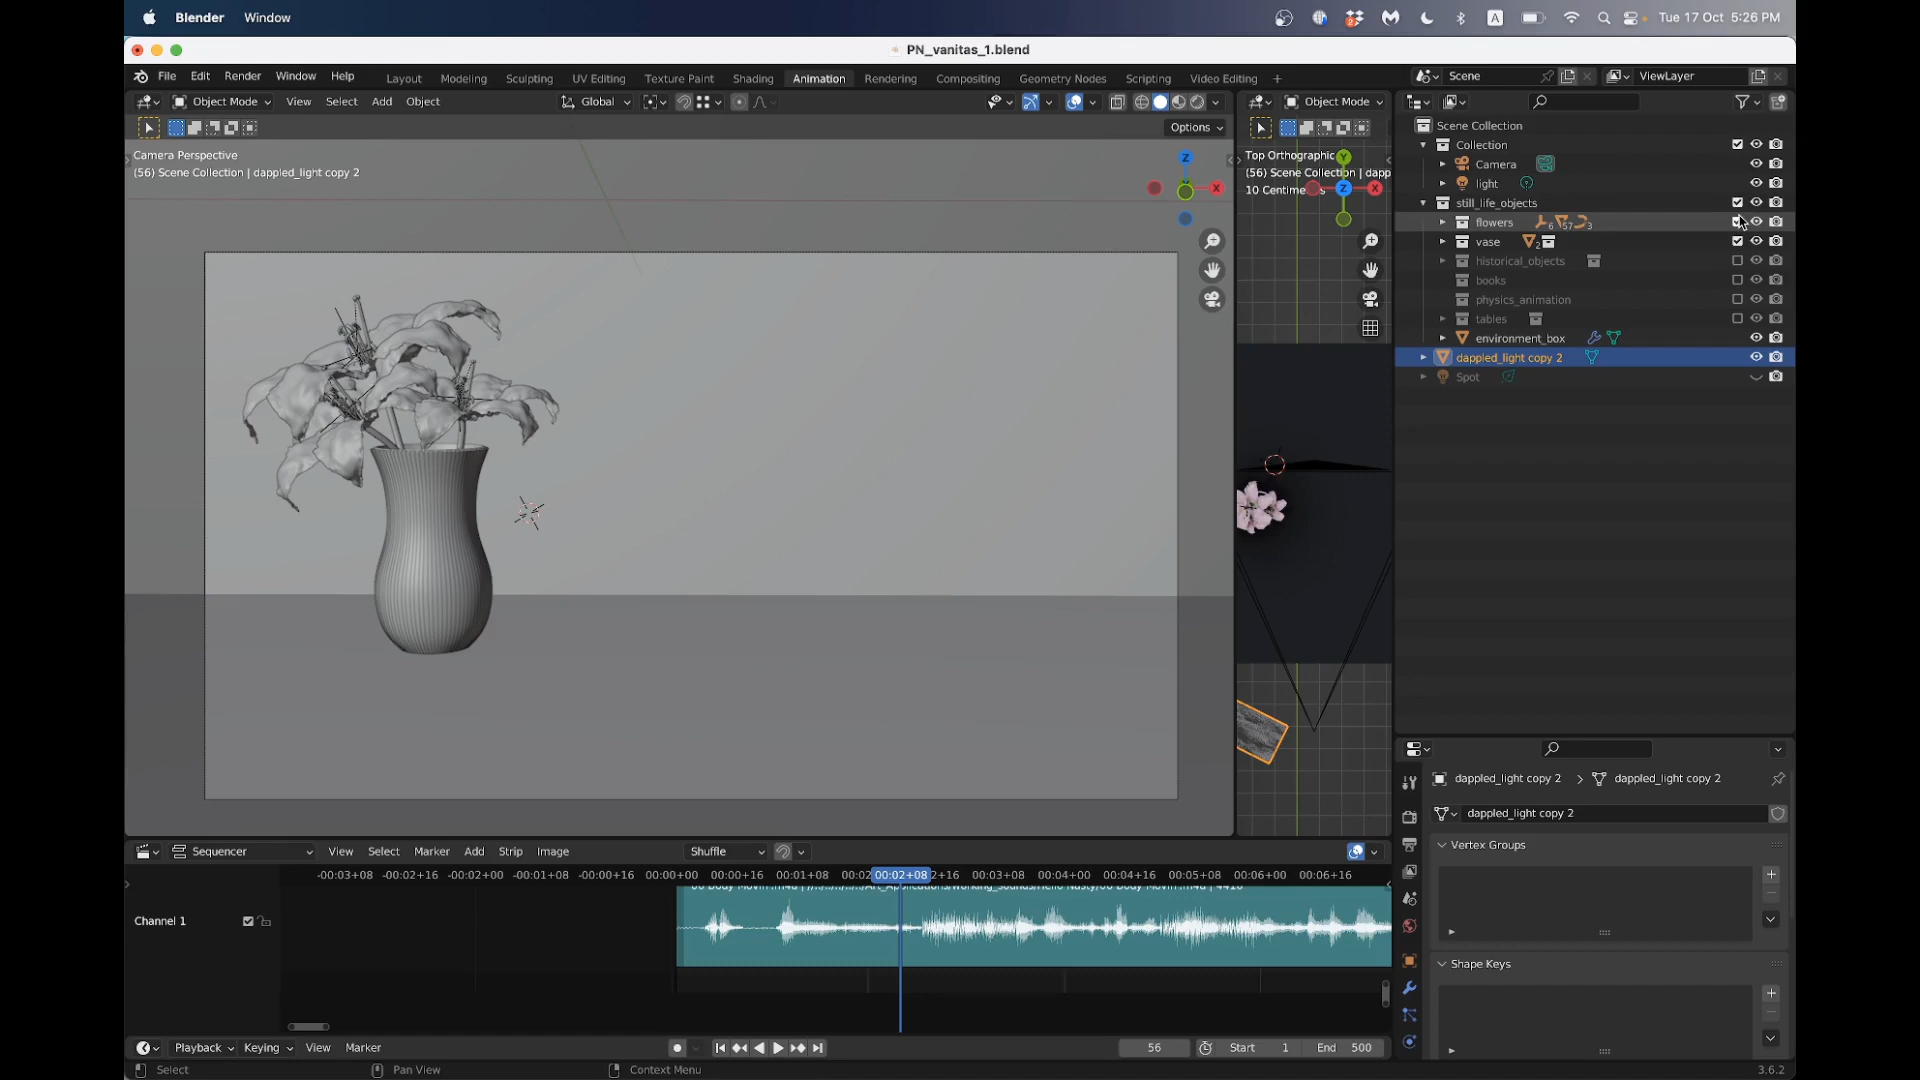 Blender Window
A
Tue 17 Oct 5:26 PM
PN_vanitas_1.blend
File Edit Render Window Help
Layout Modeling Sculpting UV Editing Texture Paint Shading Animation Rendering Compositing Geometry Nodes Scripting Video Editing +
Scene
ViewLayer
Object Mode View Select Add Object
Global
Object Mode
Options
Camera Perspective
(56) Scene Collection | dappled_light copy 2
Z
X
Top Orthographic
(56) Scene Collection | dapp
10 Centime
Y
Z
X
Scene Collection
Collection
Camera
light
still_life_objects
flowers 6 57 3
vase 2
historical_objects
books
physics_animation
tables
environment_box
dappled_light copy 2
Spot
dappled_light copy 2 > dappled_light copy 2
dappled_light copy 2
Vertex Groups
Shape Keys
Sequencer View Select Marker Add Strip Image
Shuffle
-00:03+08 -00:02+16 -00:02+00 -00:01+08 -00:00+16 00:00+00 00:00+16 00:01+08 00:02 00:02+08 2+16 00:03+08 00:04+00 00:04+16 00:05+08 00:06+00 00:06+16
Channel 1
Playback Keying View Marker
56
Start 1 End 500
Select
Pan View
Context Menu
3.6.2